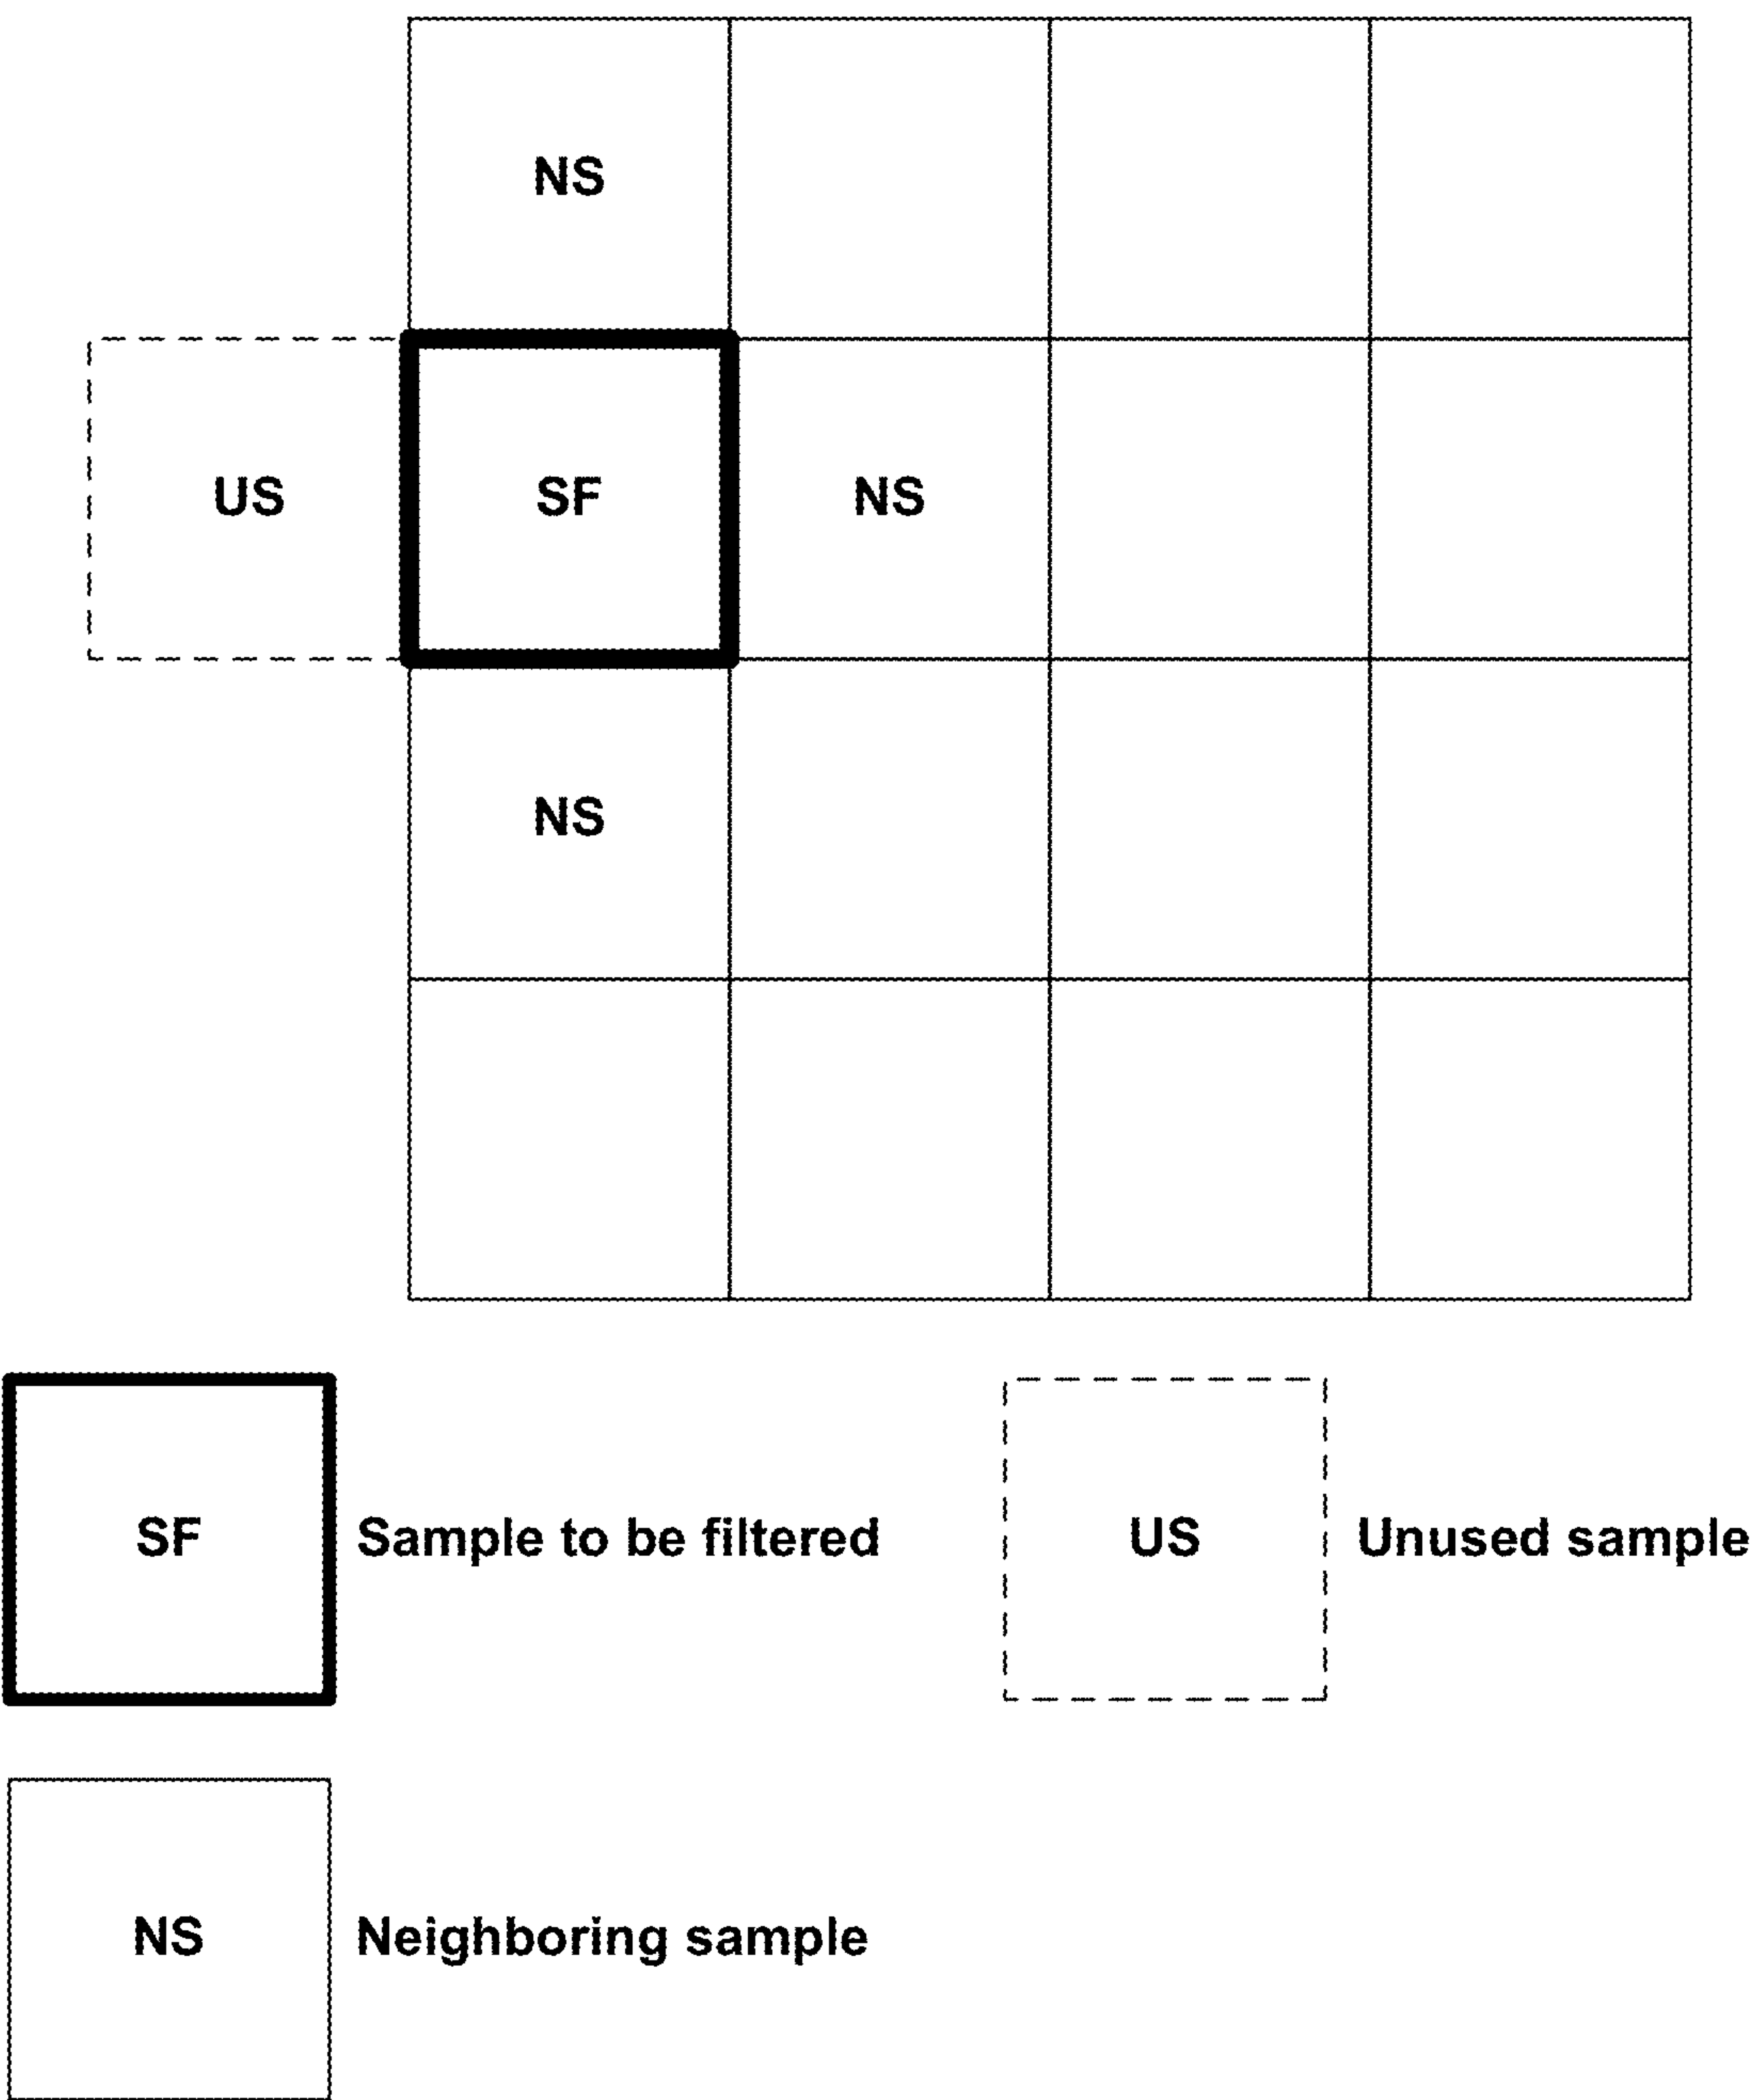 NS
US SF NS
NS
SF Sample to be filtered US Unused sample
NS Neighboring sample